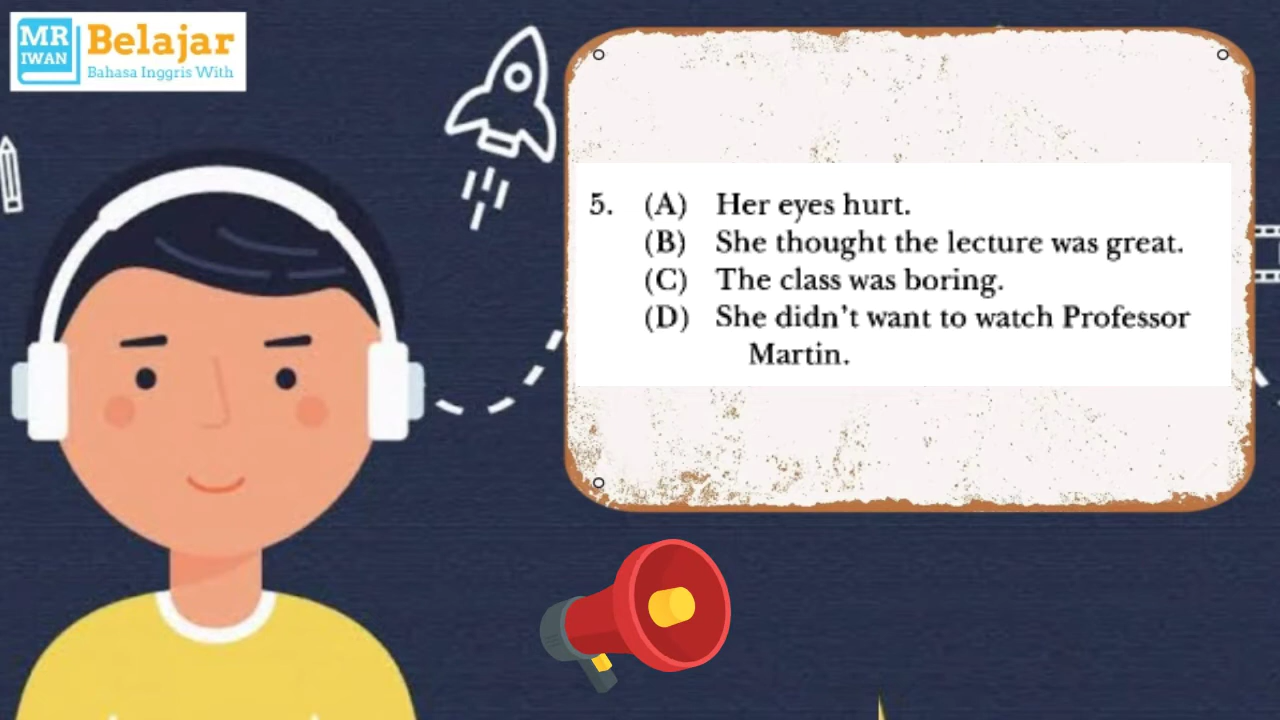 MR
IWAN
Belajar
Bahasa Inggris With
5. (A) Her eyes hurt.
(B) She thought the lecture was great.
(C) The class was boring.
(D) She didn't want to watch Professor
Martin.